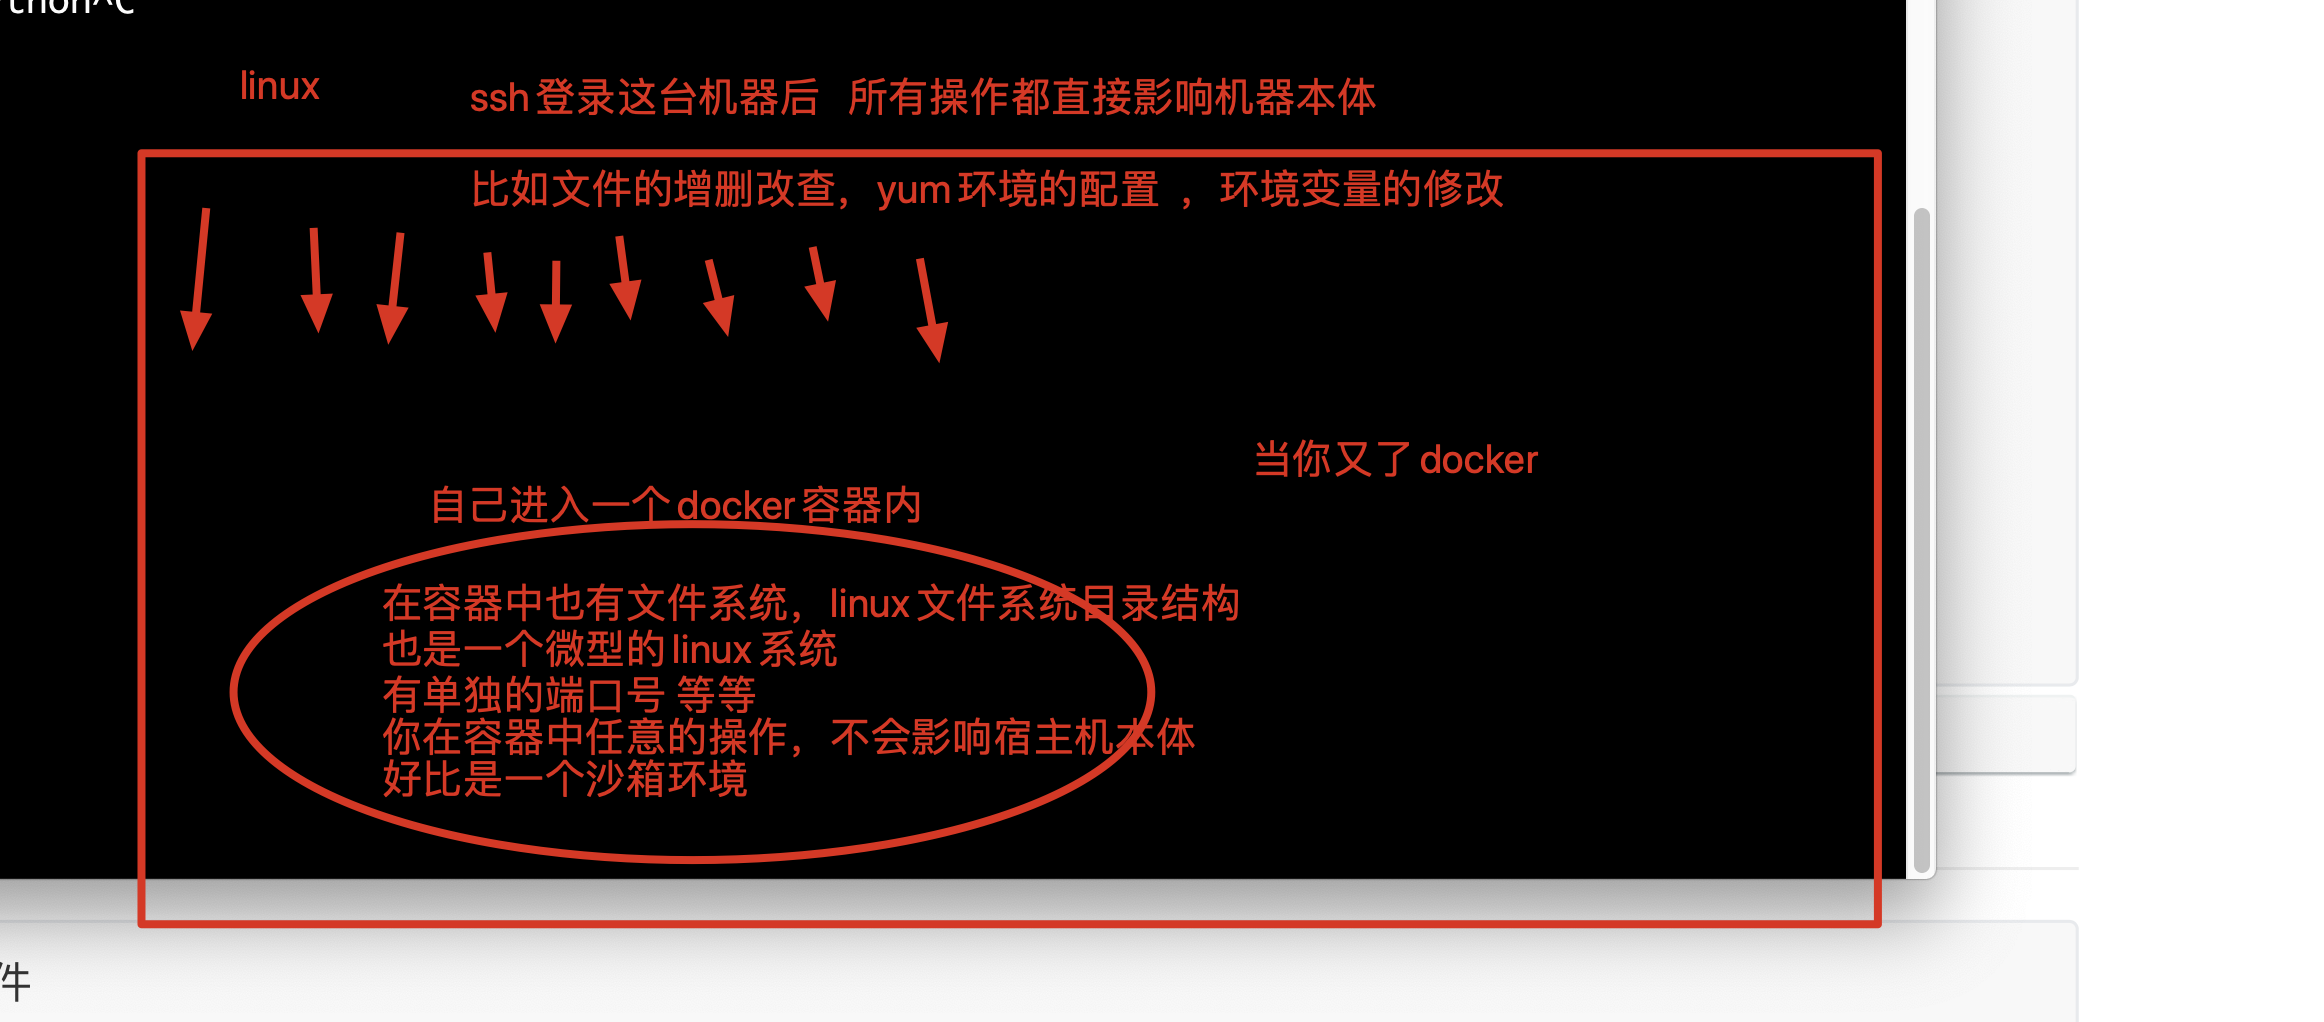 thon^C
linux
ssh登录这台机器后 所有操作都直接影响机器本体
比如文件的增删改查，yum环境的配置 ，环境变量的修改
当你又了docker
自己进入一个docker容器内
在容器中也有文件系统，linux文件系统目录结构
也是一个微型的linux系统
有单独的端口号 等等
你在容器中任意的操作，不会影响宿主机本体
好比是一个沙箱环境
件